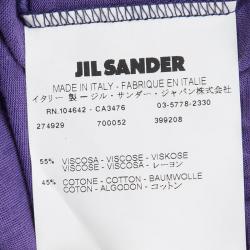 JIL SANDER
MADE IN ITALY - FABRIQUE EN ITALIE
イタリー 製 ージル・サンダー・ジャパン株式会社
RN.104642 - CA3476 03-5778-2330
274929 700052 399208
55% VISCOSA - VISCOSE - VISKOSE
VISCOSE - VISCOSA - レーヨン
45% COTONE - COTTON - BAUMWOLLE
COTON - ALGODON - コットン